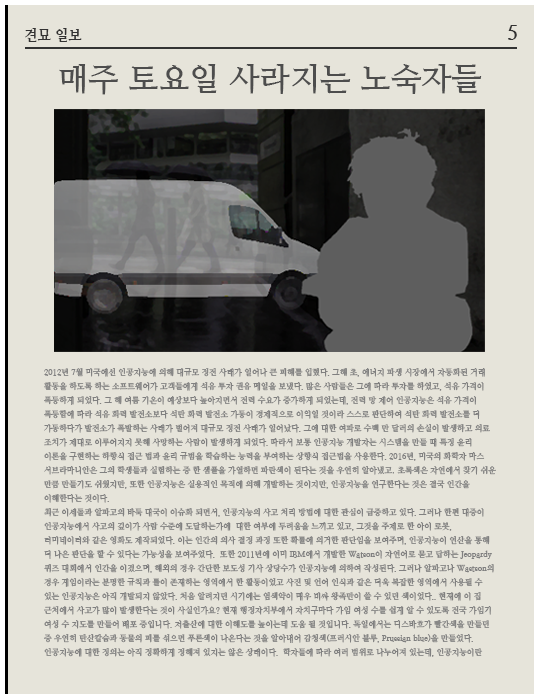 견묘 일보
5
매주 토요일 사라지는 노숙자들
2012년 7월 미국에선 인공지능에 의해 대규모 정전 사태가 일어나 큰 피해를 입혔다. 그해 초, 에너지 파생 시장에서 자동화된 거래
활동을 하도록 하는 소프트웨어가 고객들에게 석유 투자 권유 메일을 보냈다. 많은 사람들은 그에 따라 투자를 하였고, 석유 가격이
폭등하게 되었다. 그 해 여름 기온이 예상보다 높아지면서 전력 수요가 증가하게 되었는데, 전력 망 제어 인공지능은 석유 가격이
폭등함에 따라 석유 화력 발전소보다 석탄 화력 발전소 가동이 경제적으로 이익일 것이라 스스로 판단하여 석탄 화력 발전소를 더
가동하다가 발전소가 폭발하는 사태가 벌어져 대규모 정전 사태가 일어났다. 그에 대한 여파로 수백 만 달러의 손실이 발생하고 의료
조치가 제대로 이루어지지 못해 사망하는 사람이 발생하게 되었다. 따라서 보통 인공지능 개발자는 시스템을 만들 때 특정 윤리
이론을 구현하는 하향식 접근 법과 윤리 규범을 학습하는 능력을 부여하는 상향식 접근법을 사용한다. 2016년, 미국의 화학자 마스
서브라마니안은 그의 학생들과 실험하는 중 한 샘플을 가열하면 파란색이 된다는 것을 우연히 알아냈고. 초록색은 자연에서 찾기 쉬운
만큼 만들기도 쉬웠지만, 또한 인공지능은 실용적인 목적에 의해 개발하는 것이지만, 인공지능을 연구한다는 것은 결국 인간을
이해한다는 것이다.
최근 이세돌과 알파고의 바둑 대국이 이슈화 되면서, 인공지능의 사고 처리 방법에 대한 관심이 급증하고 있다. 그러나 한편 대중이
인공지능에서 사고의 깊이가 사람 수준에 도달하는가에 대한 여부에 두려움을 느끼고 있고, 그것을 주제로 한 아이 로봇,
터미네이터와 같은 영화도 제작되었다. 이는 인간의 의사 결정 과정 또한 확률에 의거한 판단임을 보여주며, 인공지능이 연산을 통해
더 나은 판단을 할 수 있다는 가능성을 보여주었다. 또한 2011년에 이미 IBM에서 개발한 Watson이 자연어로 묻고 답하는 Jeopardy
퀴즈 대회에서 인간을 이겼으며, 해외의 경우 간단한 보도성 기사 상당수가 인공지능에 의하여 작성된다. 그러나 알파고나 Watson의
경우 게임이라는 분명한 규칙과 틀이 존재하는 영역에서 한 활동이었고 사진 및 언어 인식과 같은 더욱 복잡한 영역에서 사용될 수
있는 인공지능은 아직 개발되지 않았다. 처음 알려지던 시기에는 염색약이 매우 비싸 왕족만이 쓸 수 있던 색이었다. 현재에 이 집
근처에서 사고가 많이 발생한다는 것이 사실인가요? 현재 행정자치부에서 자치구마다 가임 여성 수를 쉽게 알 수 있도록 전국 가임기
여성 수 지도를 만들어 배포 중입니다. 저출산에 대한 이해도를 높이는데 도움 될 것입니다. 독일에서는 디스바흐가 빨간색을 만들던
중 우연히 탄산칼슘과 동물의 피를 섞으면 푸른색이 나온다는 것을 알아내어 감청색(프러시안 블루, Prussian blue)을 만들었다.
인공지능에 대한 정의는 아직 정확하게 정해져 있지는 않은 상태이다. 학자들에 따라 여러 범위로 나누어져 있는데, 인공지능이란